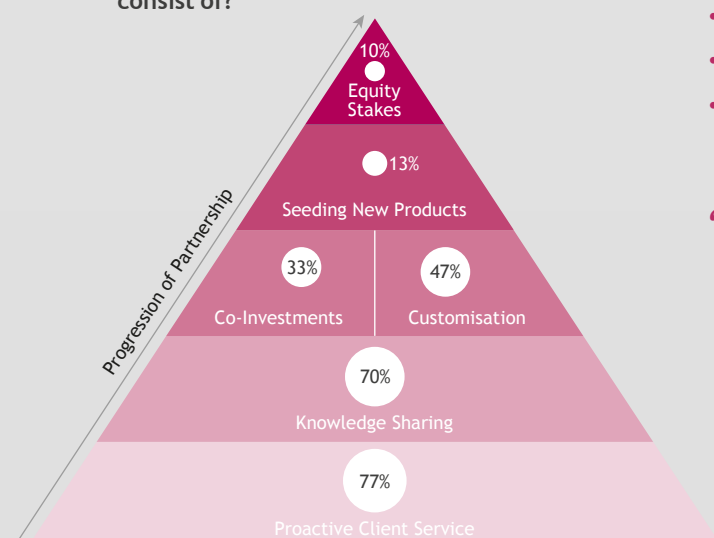 consist of?
10%
Equity
Stakes
13%
Seeding New Products
Progression of Partnership
33%
47%
Co-Investments
Customisation
70%
Knowledge Sharing
77%
Proactive Client Service